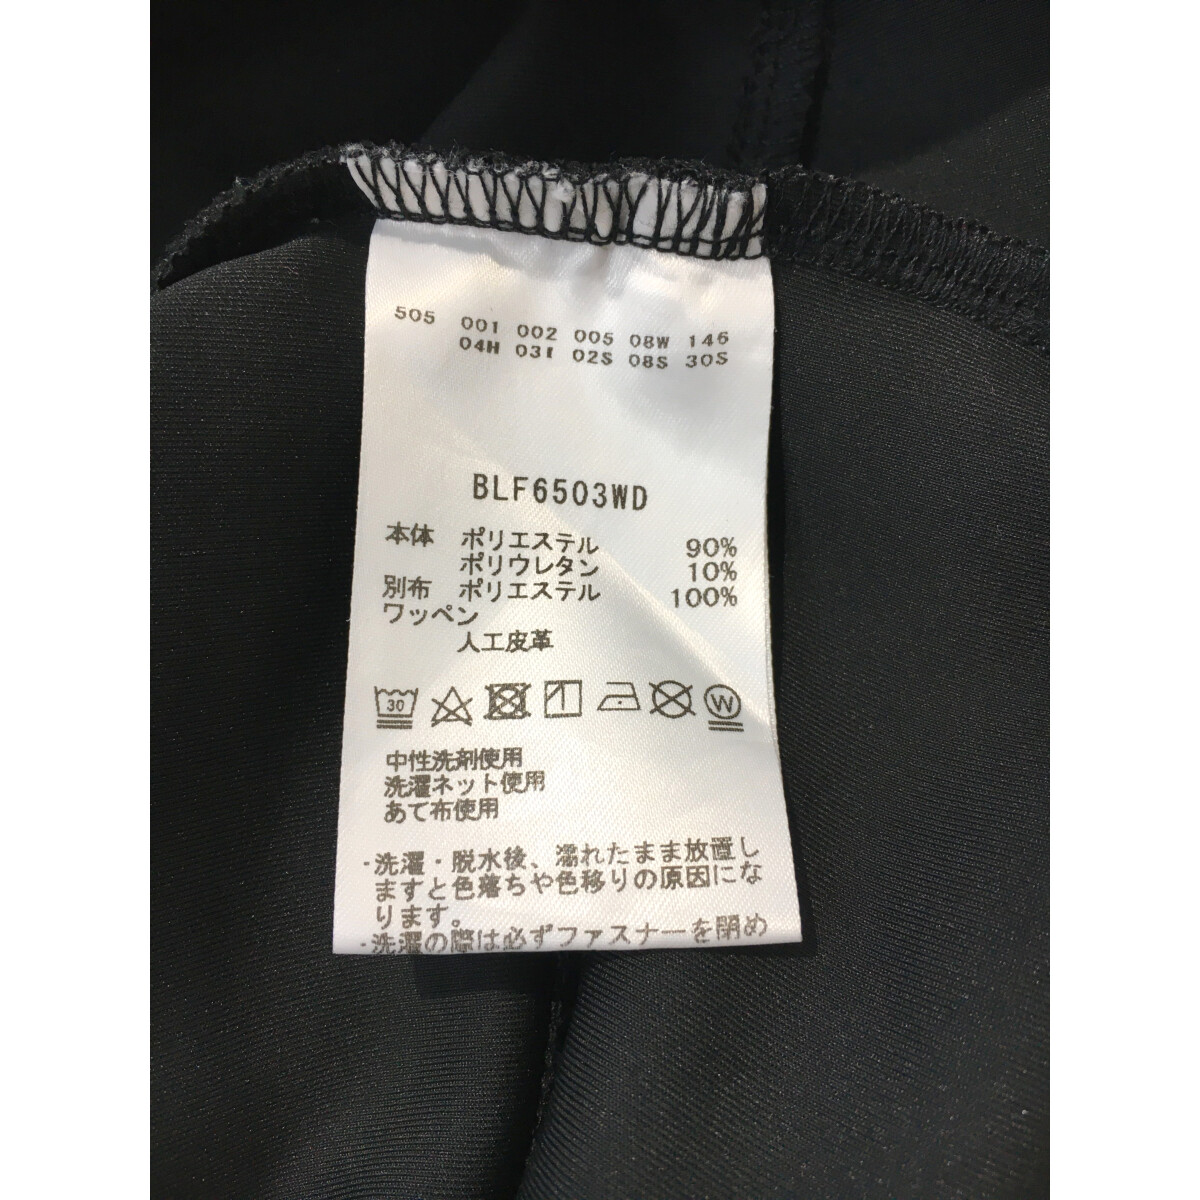 505 001 002 005 08W 146
04H 03I 02S 08S 30S
BLF6503WD
本体 ポリエステル 90%
ポリウレタン 10%
別布 ポリエステル 100%
ワッペン
人工皮革
30 W
中性洗剤使用
洗濯ネット使用
あて布使用
・洗濯・脱水後、濡れたまま放置し
ますと色落ちや色移りの原因にな
ります。
・洗濯の際は必ずファスナーを閉め